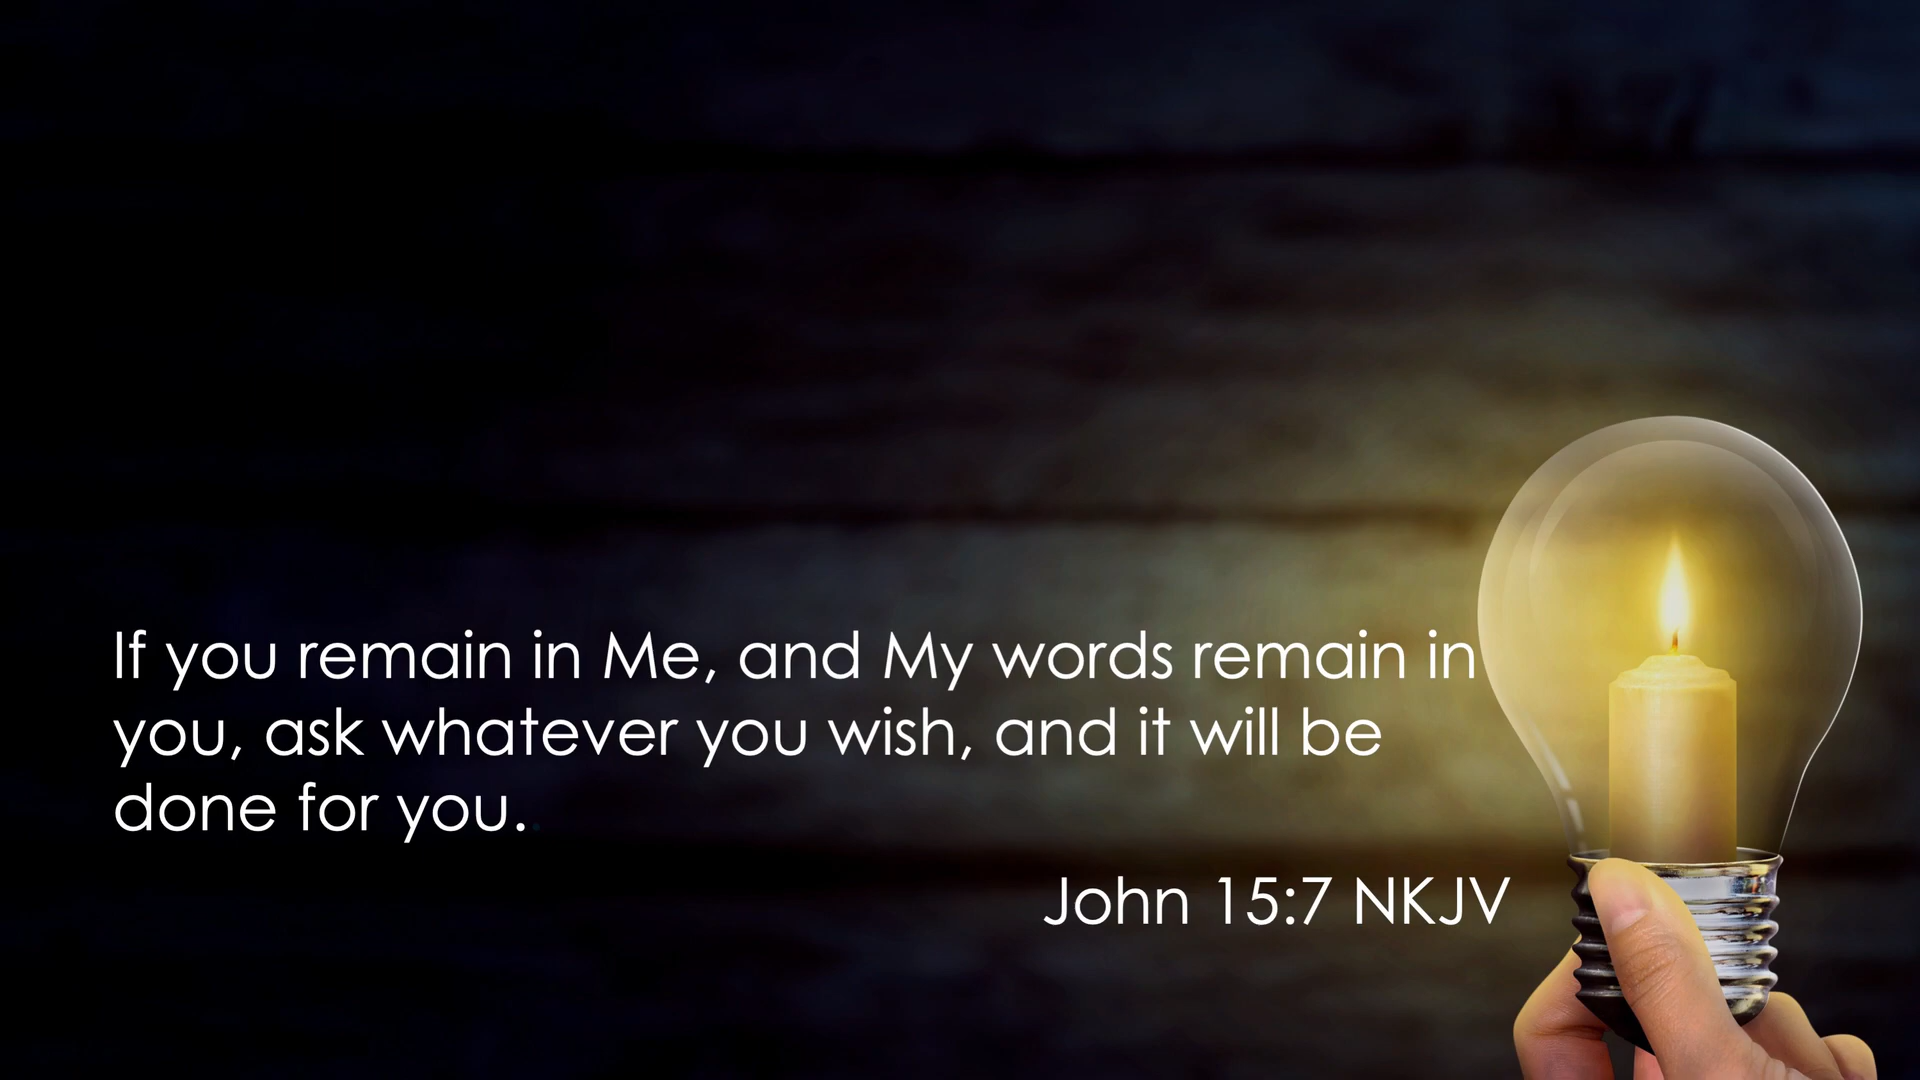 If you remain in Me, and My words remain in
you, ask whatever you wish, and it will be
done for you.
John 15:7 NKJV